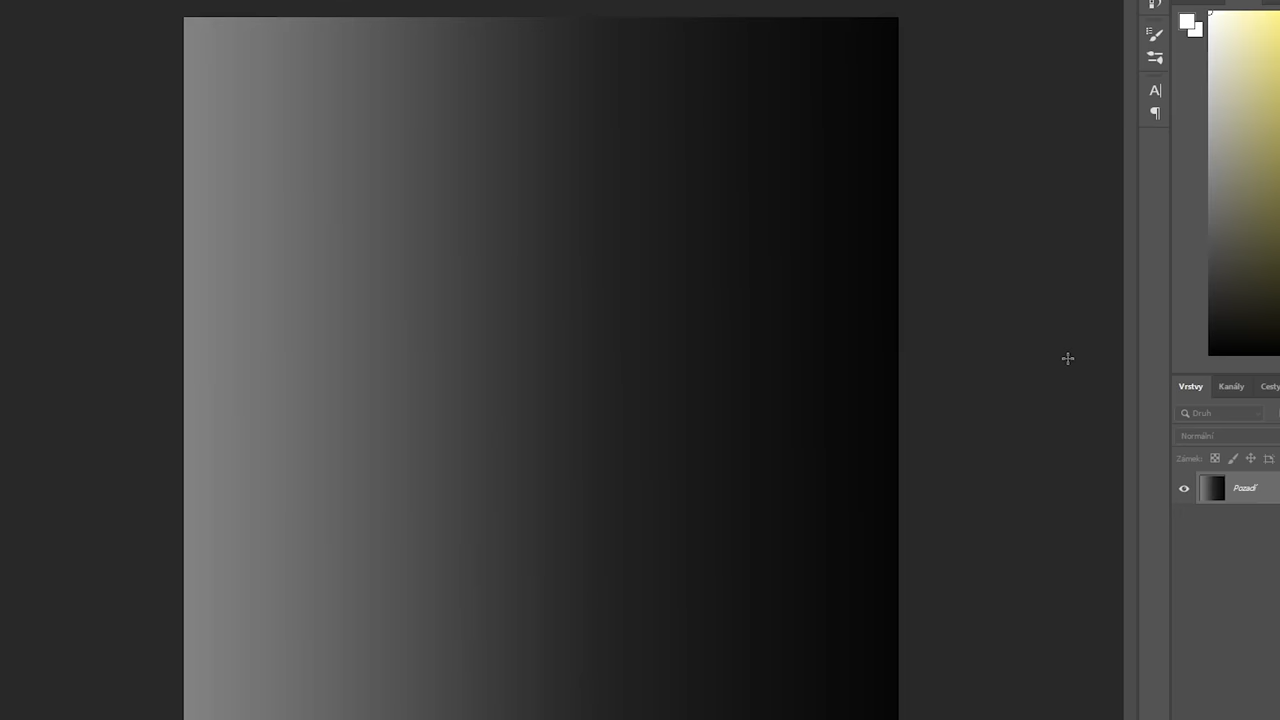 A|
Vrstvy Kanály Cesty
Druh
Normální
Zámek:
Pozadí